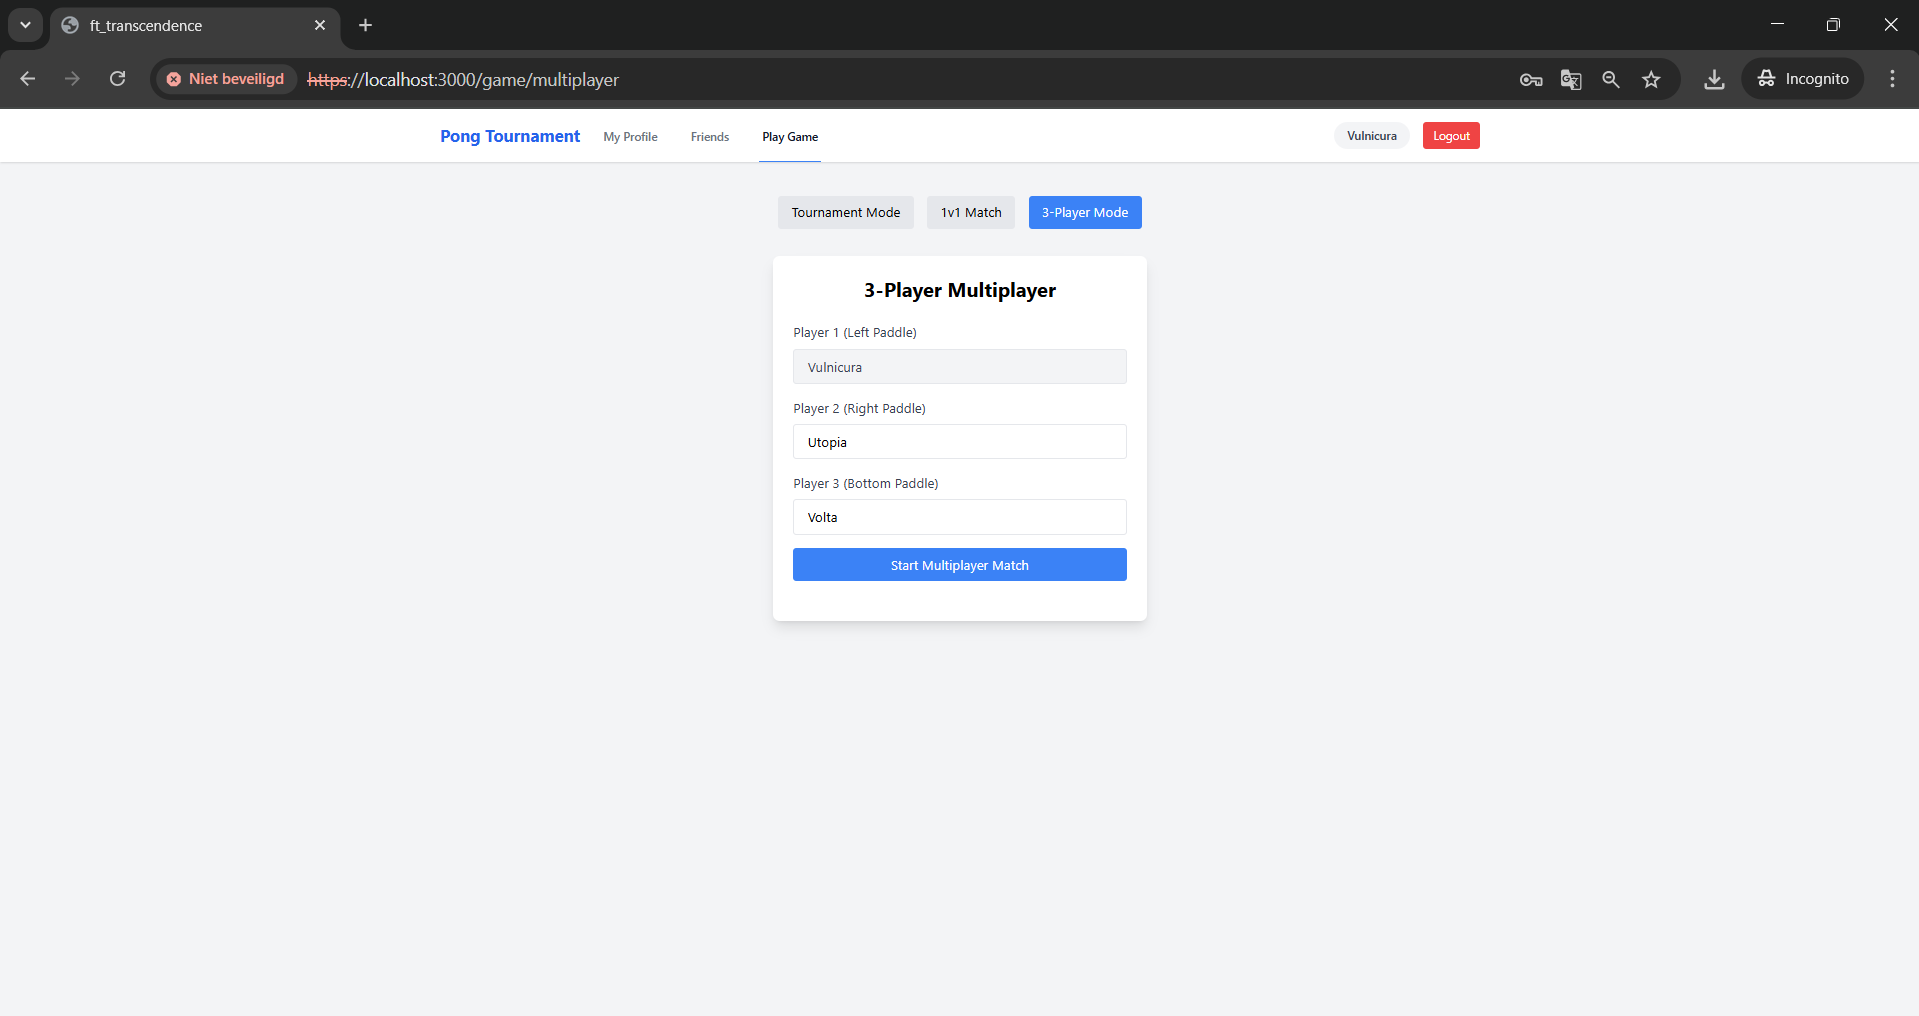 ft_transcendence
Niet beveiligd https://localhost:3000/game/multiplayer Incognito
Pong Tournament My Profile Friends Play Game Vulnicura Logout
Tournament Mode 1v1 Match 3-Player Mode
3-Player Multiplayer
Player 1 (Left Paddle)
Vulnicura
Player 2 (Right Paddle)
Utopia
Player 3 (Bottom Paddle)
Volta
Start Multiplayer Match